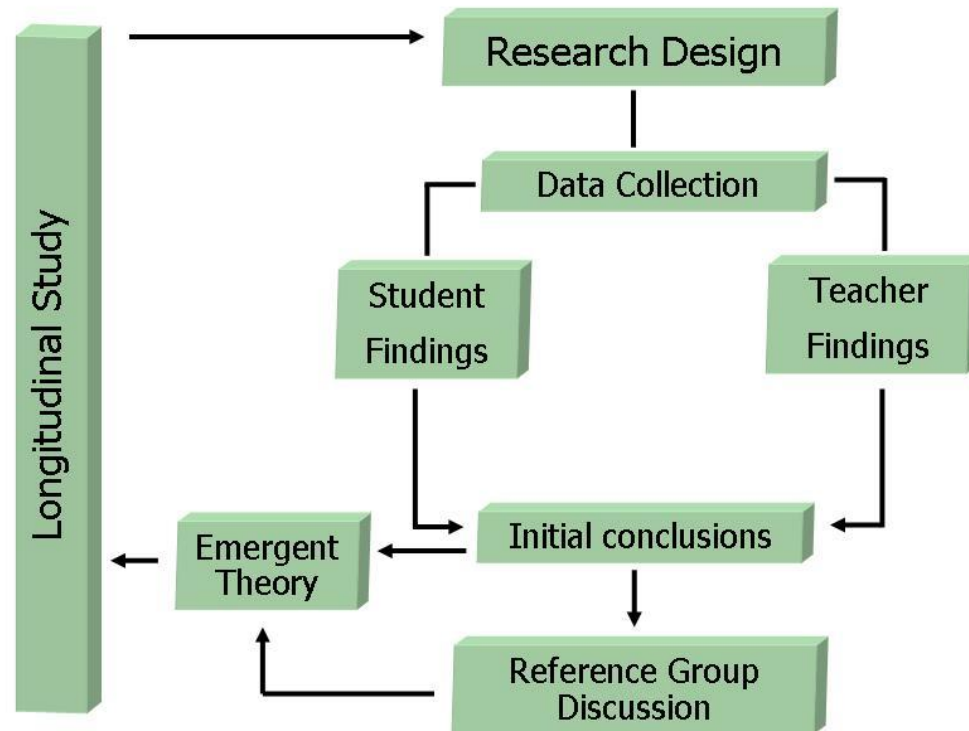 Longitudinal Study
Research Design
Data Collection
Student
Findings
Teacher
Findings
Initial conclusions
Emergent
Theory
Reference Group
Discussion